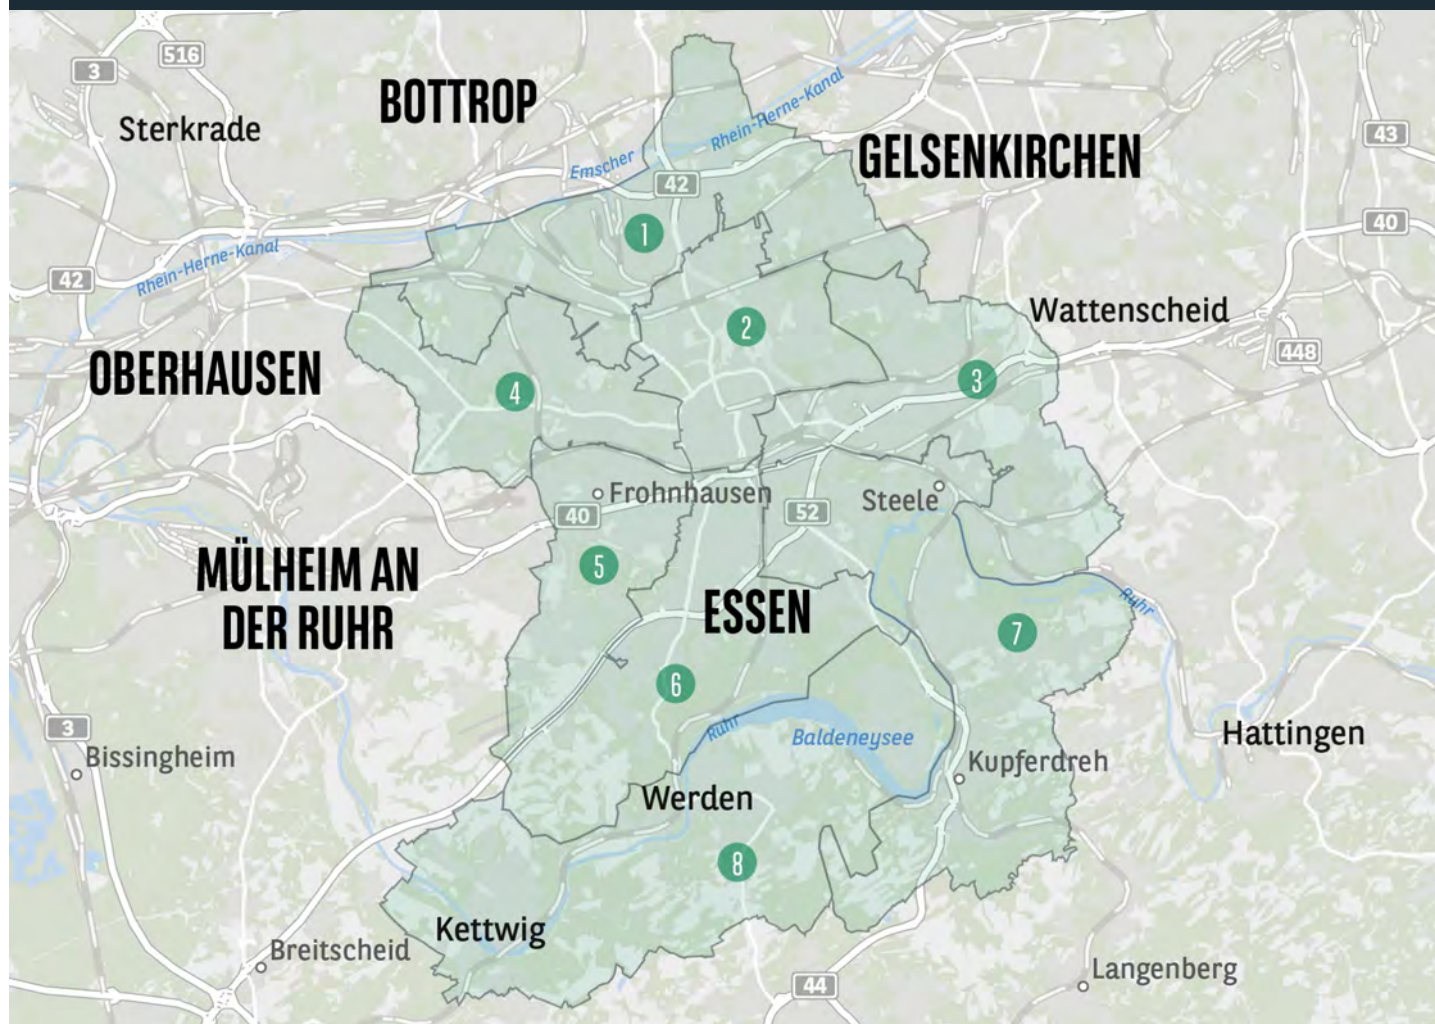 516
3
BOTTROP
Sterkrade
Rhein-Herne-Kanal
43
GELSENKIRCHEN
Emscher
42
40
1
Rhein-Herne-Kanal
42
Wattenscheid
2
448
OBERHAUSEN
3
4
Frohnhausen
Steele
40
52
MÜLHEIM AN
DER RUHR
5
ESSEN
Ruhr
7
6
3
Ruhr
Baldeneysee
Hattingen
Bissingheim
Kupferdreh
Werden
8
Kettwig
Breitscheid
Langenberg
44